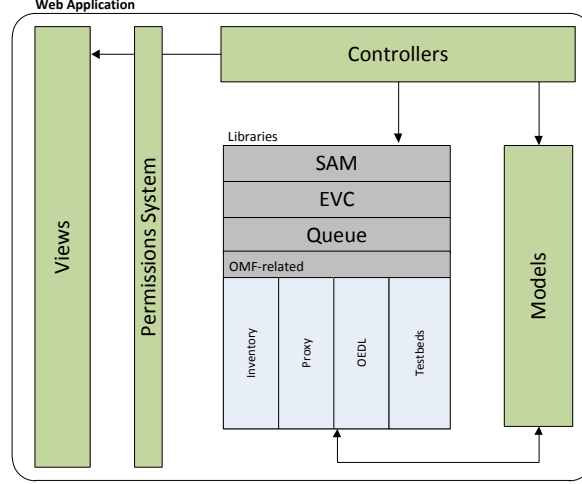 Web Application
Views
Permissions System
Controllers
Libraries
SAM
EVC
Queue
OMF-related
Inventory
Proxy
OEDL
Testbeds
Models